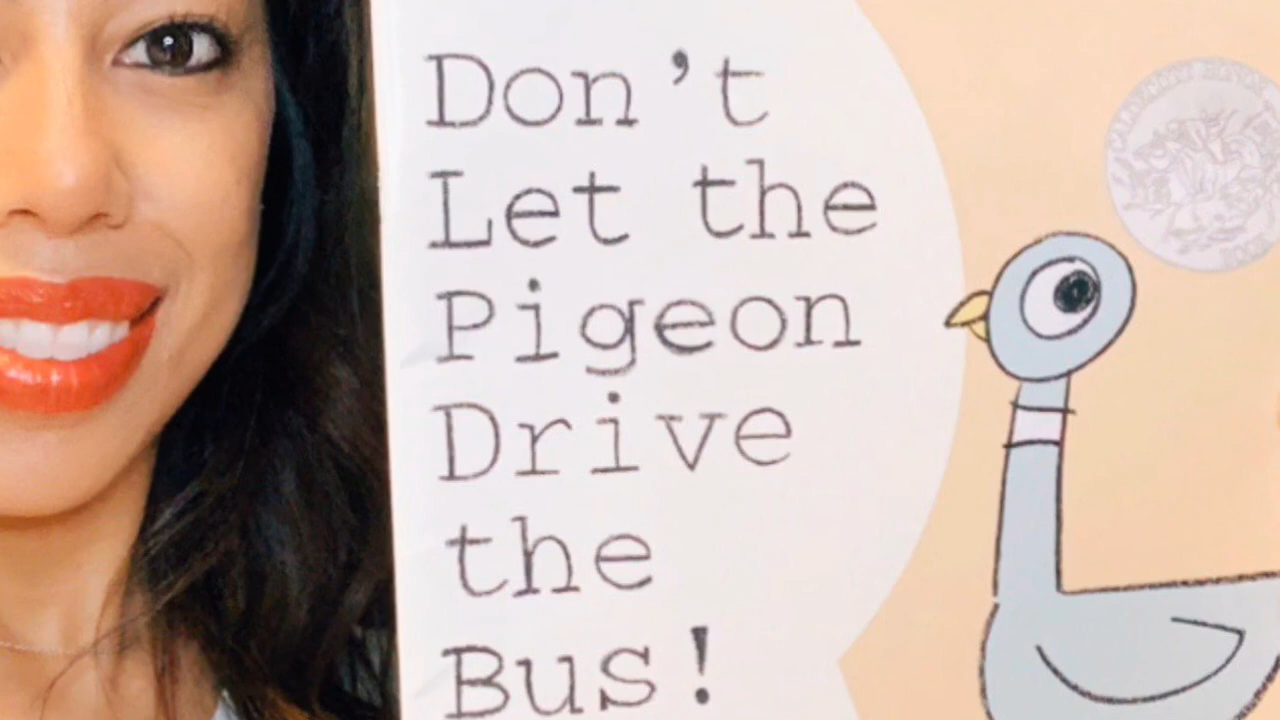 Don't
Let the
Pigeon
Drive
the
Bus!